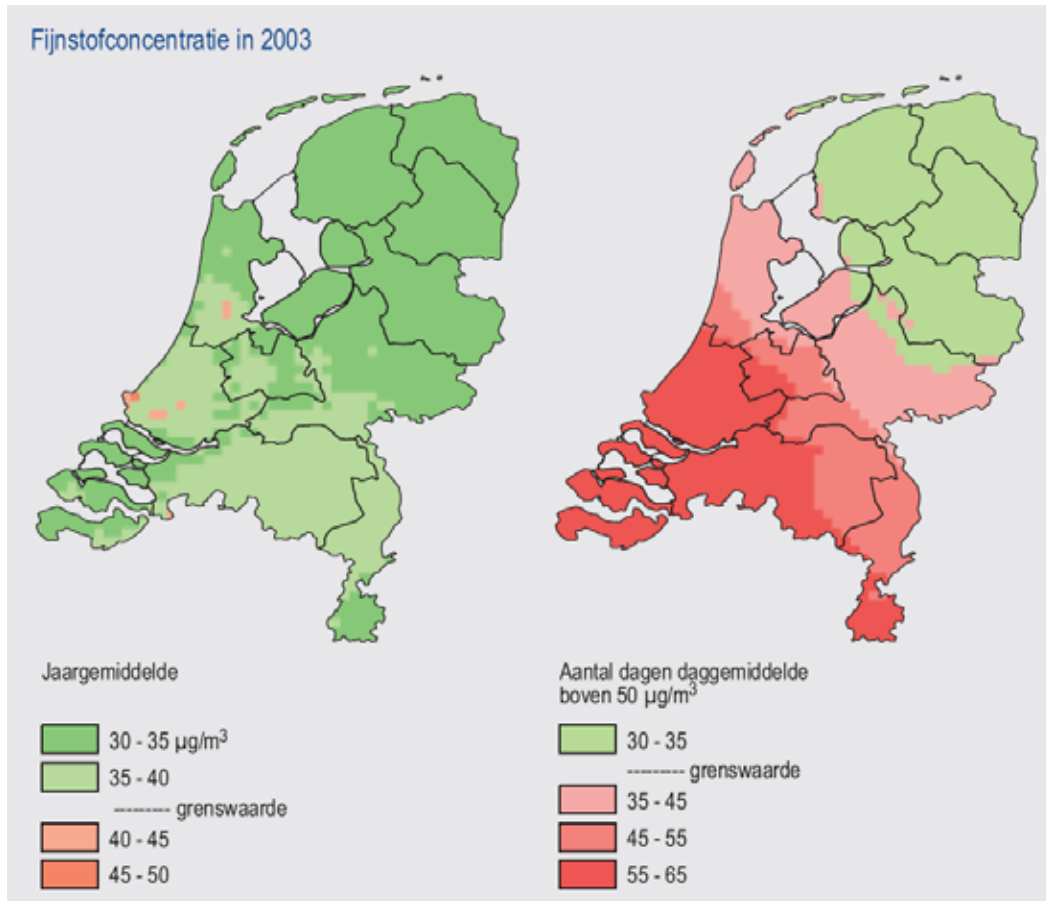 Fijnstofconcentratie in 2003
Jaargemiddelde
30 - 35 µg/m³
35 - 40
---------- grenswaarde
40 - 45
45 - 50
Aantal dagen daggemiddelde
boven 50 µg/m³
30 - 35
---------- grenswaarde
35 - 45
45 - 55
55 - 65